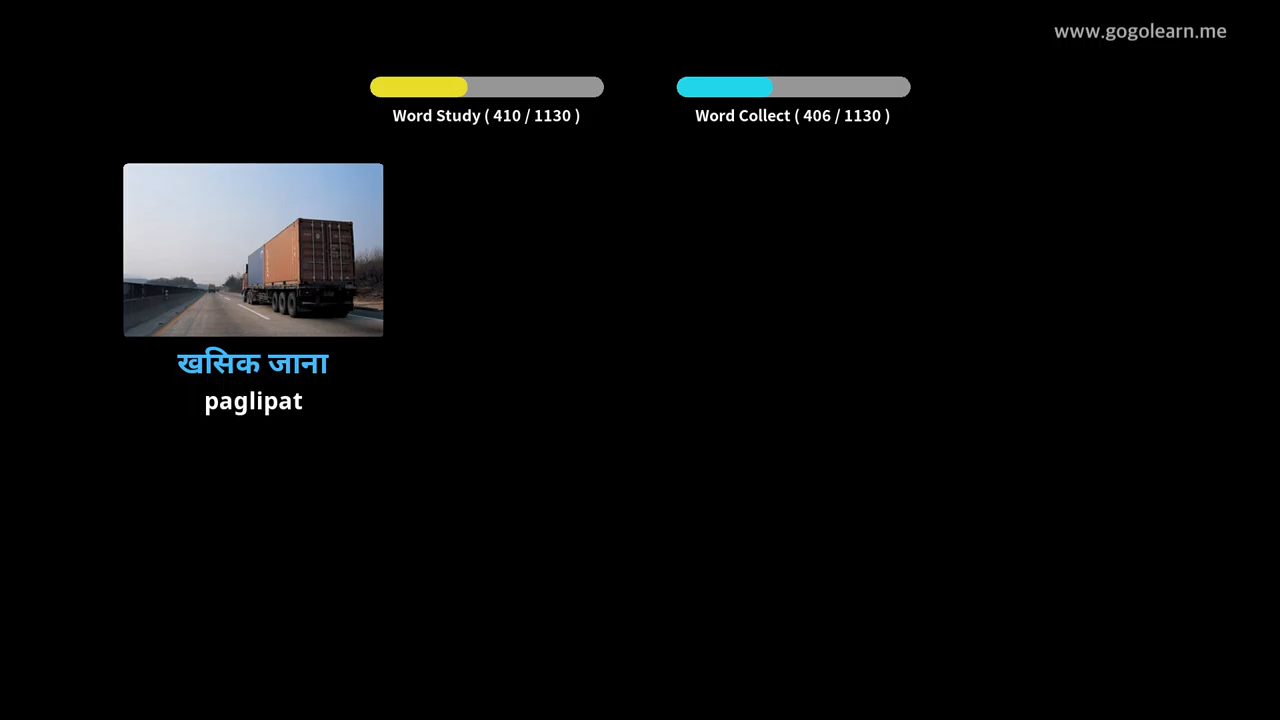 www.gogolearn.me
Word Study ( 410 / 1130 )
Word Collect ( 406 / 1130 )
खसिक जाना
paglipat